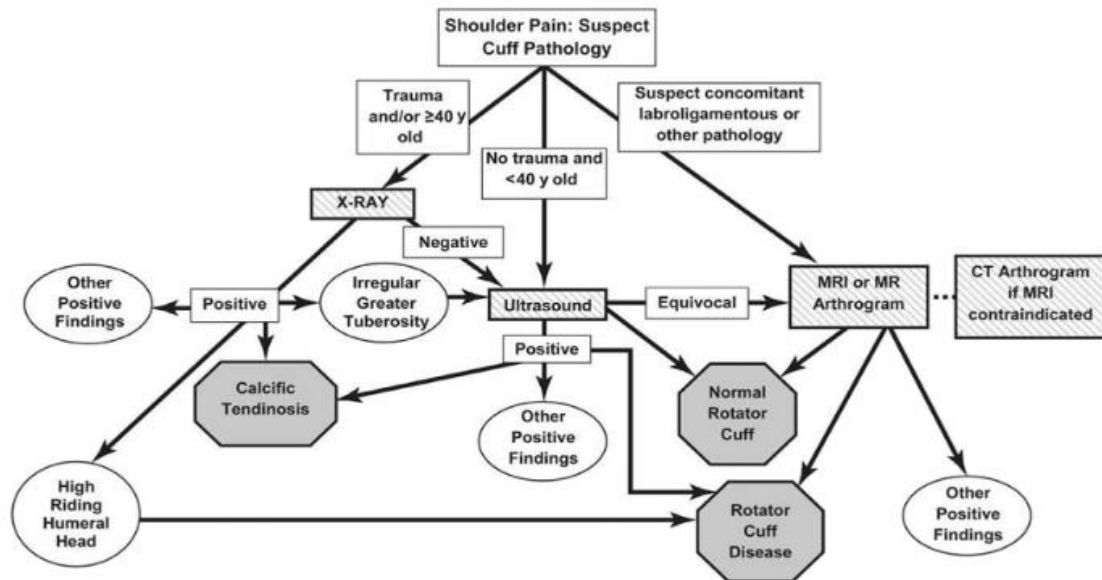 Shoulder Pain: Suspect
Cuff Pathology
Trauma
and/or ≥40 y
old
Suspect concomitant
labroligamentous or
other pathology
No trauma and
<40 y old
X-RAY
Negative
Other
Positive
Findings
Positive
Irregular
Greater
Tuberosity
Ultrasound
Equivocal
MRI or MR
Arthrogram
CT Arthrogram
if MRI
contraindicated
Positive
Calcific
Tendinosis
Normal
Rotator
Cuff
Other
Positive
Findings
High
Riding
Humeral
Head
Rotator
Cuff
Disease
Other
Positive
Findings